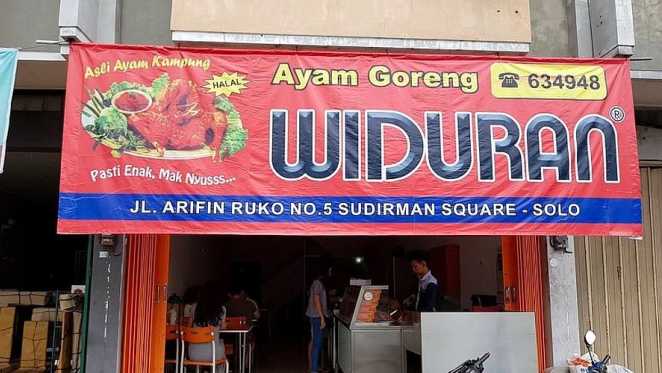 Asli Ayam Kampung
HALAL
Pasti Enak, Mak Nyusss...
Ayam Goreng
☎ 634948
WIDURAN®
JL. ARIFIN RUKO NO.5 SUDIRMAN SQUARE - SOLO